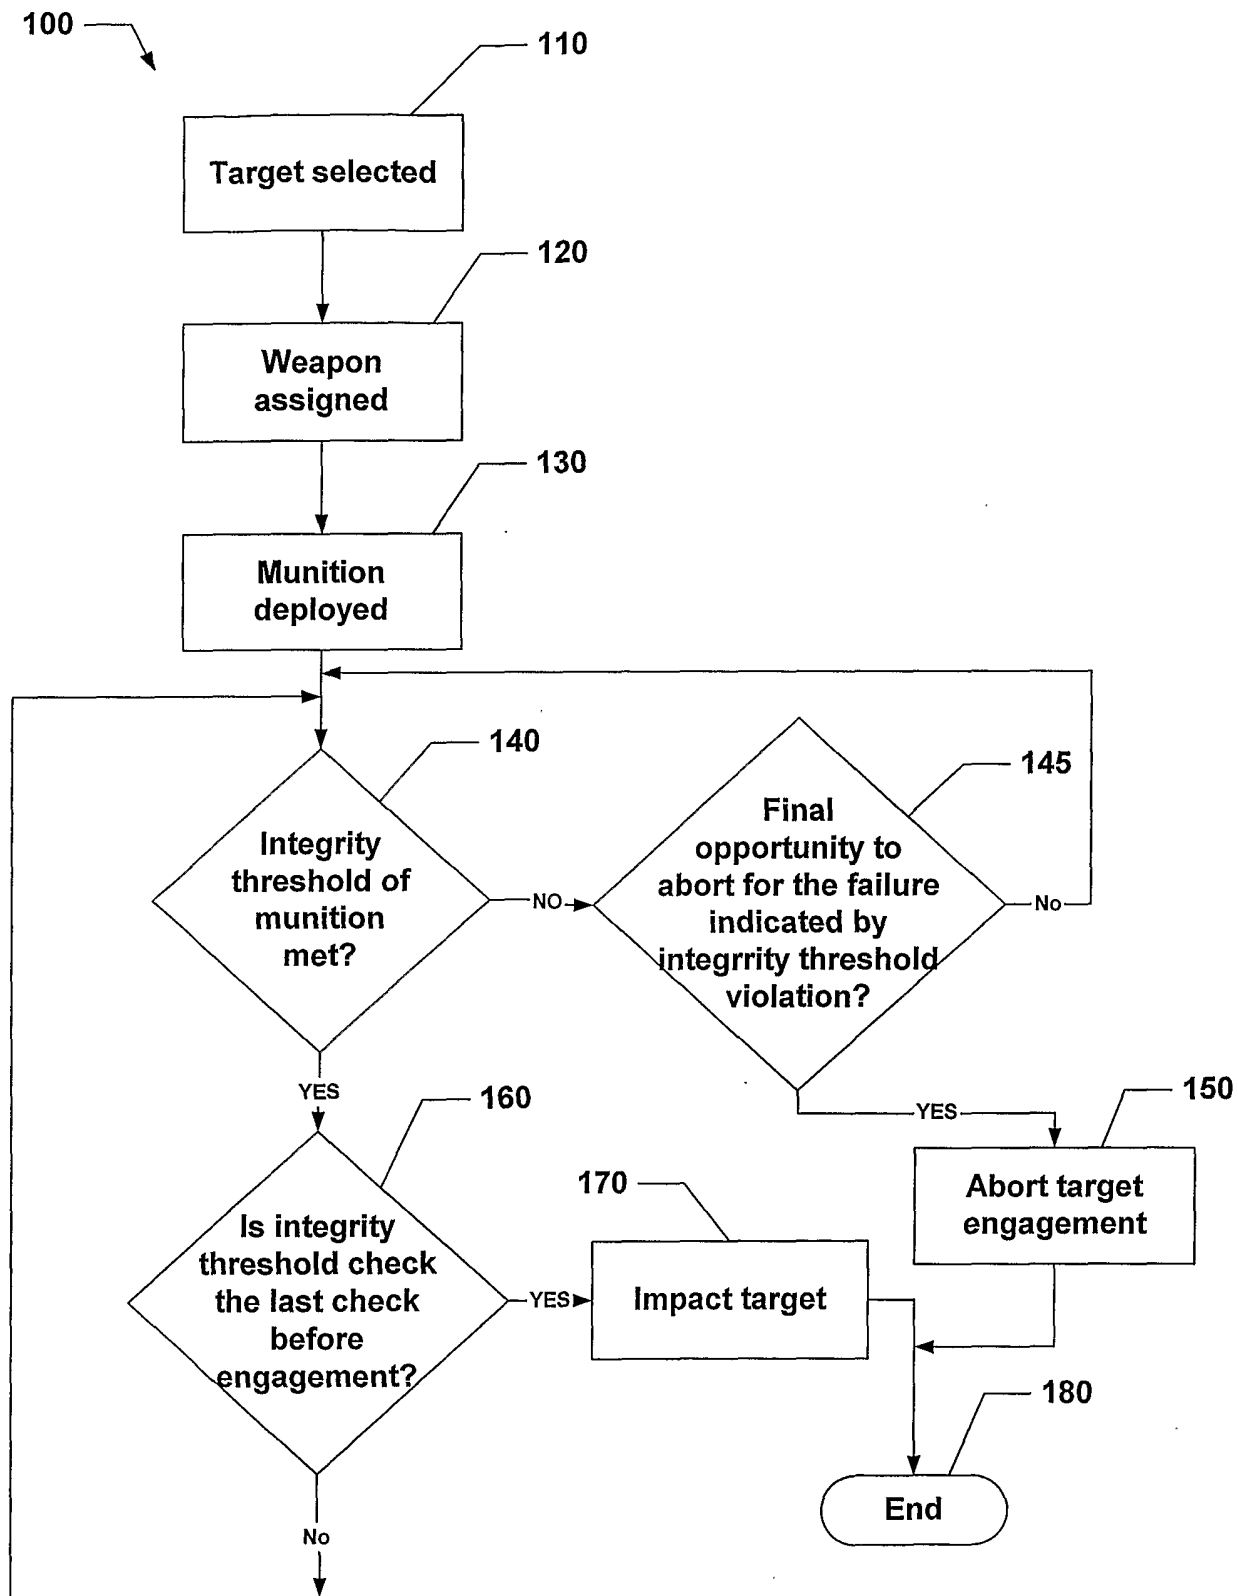 100
110
Target selected
120
Weapon
assigned
130
Munition
deployed
140
Integrity
threshold of
munition
met?
NO
145
Final
opportunity to
abort for the failure
indicated by
integrrity threshold
violation?
No
YES
160
Is integrity
threshold check
the last check
before
engagement?
YES
170
Impact target
YES
150
Abort target
engagement
180
End
No